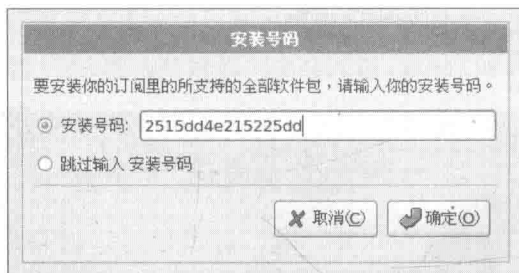 安装号码
要安装你的订阅里的所支持的全部软件包，请输入你的安装号码。
安装号码: 2515dd4e215225dd
跳过输入 安装号码
取消(C) 确定(O)